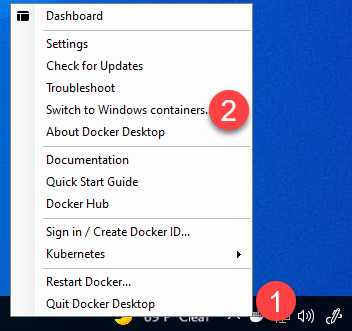 Dashboard
Settings
Check for Updates
Troubleshoot
Switch to Windows containers..
2
About Docker Desktop
Documentation
Quick Start Guide
Docker Hub
Sign in / Create Docker ID...
Kubernetes
Restart Docker...
Quit Docker Desktop
1
69°F Clear